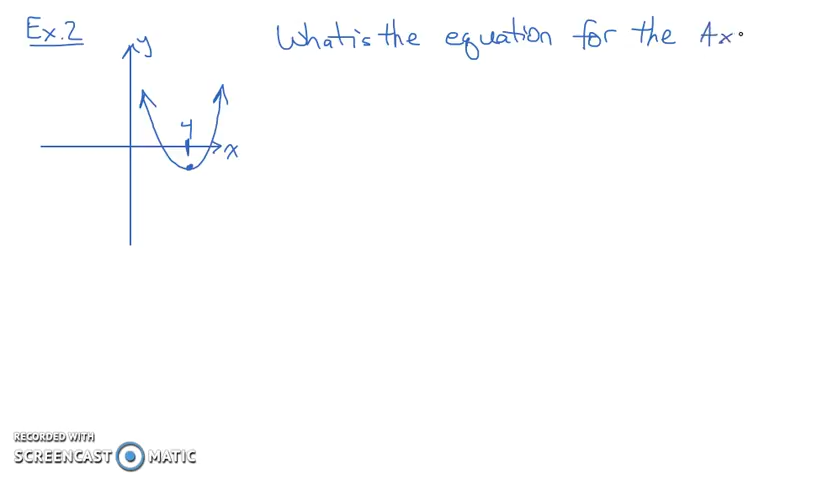 Ex.2
What is the equation for the Ax
y
4
x
RECORDED WITH
SCREENCAST MATIC